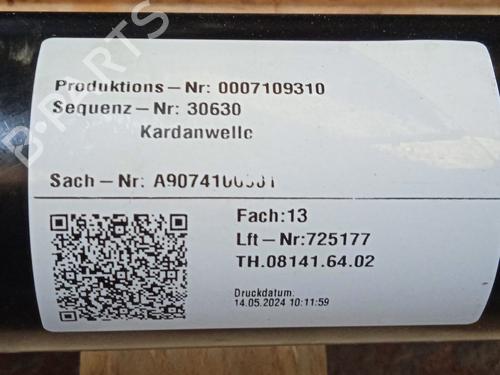 B-PARTS
Produktions-Nr: 0007109310
Sequenz-Nr: 30630
Kardanwelle
Sach-Nr:
Fach:13
Lft-Nr:725177
TH.08141.64.02
Druckdatum:
14.05.2024 10:11:59